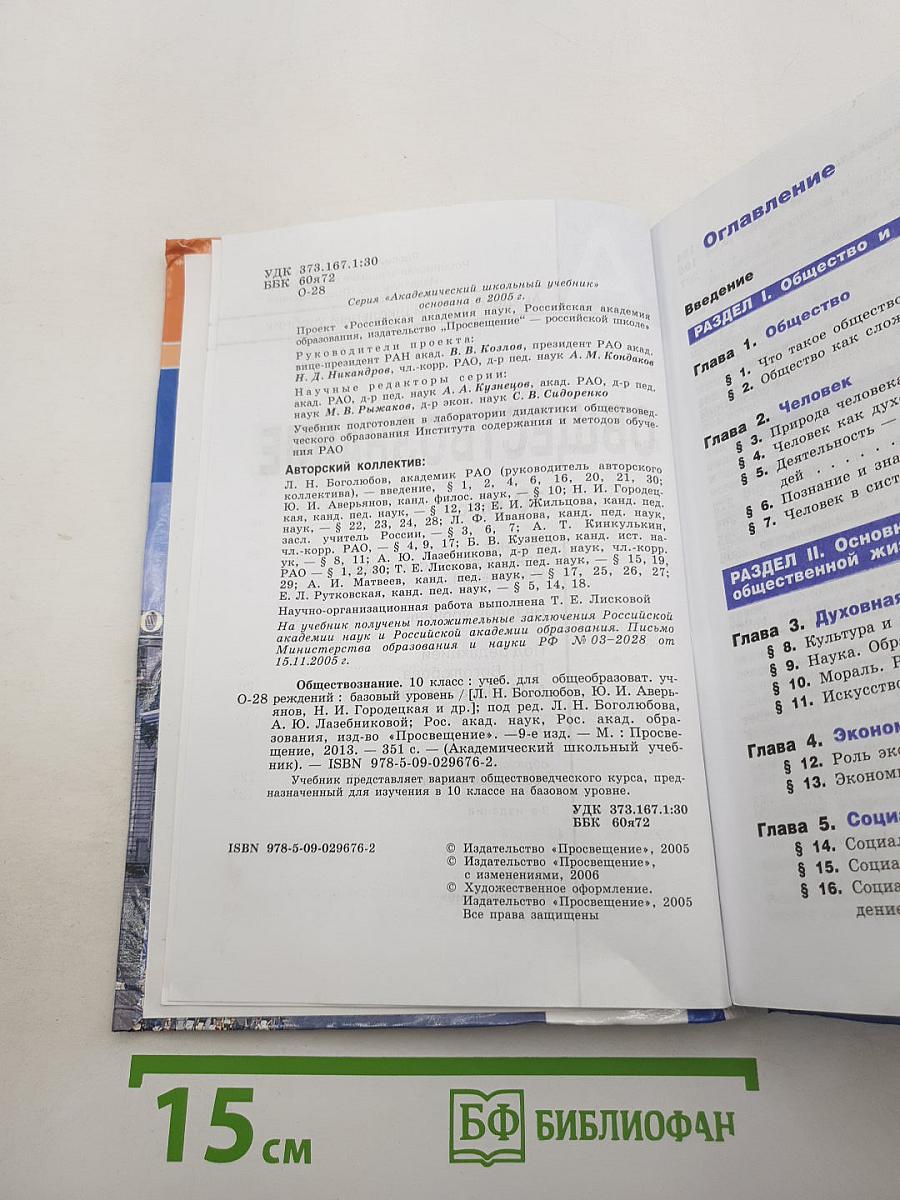 УДК 373.167.1:30
ББК 60я72
О-28
Серия «Академический школьный учебник»
основана в 2005 г.
Проект «Российская академия наук, Российская академия
образования, издательство „Просвещение“ — российской школе»
Руководители проекта:
вице-президент РАН акад. В. В. Козлов, президент РАО акад.
Н. Д. Никандров, чл.-корр. РАО, д-р пед. наук А. М. Кондаков
Научные редакторы серии:
акад. РАО, д-р пед. наук А. А. Кузнецов, акад. РАО, д-р пед.
наук М. В. Рыжаков, д-р экон. наук С. В. Сидоренко
Учебник подготовлен в лаборатории дидактики обществовед-
ческого образования Института содержания и методов обуче-
ния РАО
Авторский коллектив:
Л. Н. Боголюбов, академик РАО (руководитель авторского
коллектива), — введение, § 1, 2, 4, 6, 16, 20, 21, 30;
Ю. И. Аверьянов, канд. филос. наук, — § 10; Н. И. Городец-
кая, канд. пед. наук, — § 12, 13; Е. И. Жильцова, канд. пед.
наук, — § 22, 23, 24, 28; Л. Ф. Иванова, канд. пед. наук,
засл. учитель России, — § 3, 6, 7; А. Т. Кинкулькин,
чл.-корр. РАО, — § 4, 9, 17; Б. В. Кузнецов, канд. ист. на-
ук, — § 8, 11; А. Ю. Лазебникова, д-р пед. наук, чл.-корр.
РАО — § 1, 2, 30; Т. Е. Лискова, канд. пед. наук, — § 15, 19,
29; А. И. Матвеев, канд. пед. наук, — § 17, 25, 26, 27;
Е. Л. Рутковская, канд. пед. наук, — § 5, 14, 18.
Научно-организационная работа выполнена Т. Е. Лисковой
На учебник получены положительные заключения Российской
академии наук и Российской академии образования. Письмо
Министерства образования и науки РФ № 03–2028 от
15.11.2005 г.
Обществознание. 10 класс : учеб. для общеобразоват. уч-
О-28 реждений : базовый уровень / [Л. Н. Боголюбов, Ю. И. Аверь-
янов, Н. И. Городецкая и др.]; под ред. Л. Н. Боголюбова,
А. Ю. Лазебниковой; Рос. акад. наук, Рос. акад. обра-
зования, изд-во «Просвещение». —9-е изд. — М. : Просве-
щение, 2013. — 351 с. — (Академический школьный учеб-
ник). — ISBN 978-5-09-029676-2.
Учебник представляет вариант обществоведческого курса, пред-
назначенный для изучения в 10 классе на базовом уровне.
УДК 373.167.1:30
ББК 60я72
ISBN 978-5-09-029676-2
© Издательство «Просвещение», 2005
© Издательство «Просвещение»,
с изменениями, 2006
© Художественное оформление.
Издательство «Просвещение», 2005
Все права защищены
Оглавление
Введение
РАЗДЕЛ I. Общество и
Глава 1. Общество
§ 1. Что такое общество
§ 2. Общество как слож
Глава 2. Человек
§ 3. Природа человека
§ 4. Человек как дух
§ 5. Деятельность —
дей . . . . .
§ 6. Познание и зна
§ 7. Человек в сист
РАЗДЕЛ II. Основн
общественной жиз
Глава 3. Духовная
§ 8. Культура и
§ 9. Наука. Обр
§ 10. Мораль. Р
§ 11. Искусство
Глава 4. Эконом
§ 12. Роль эко
§ 13. Экономи
Глава 5. Социа
§ 14. Социал
§ 15. Социа
§ 16. Социа
дение
15 см
БФ БИБЛИОФАН